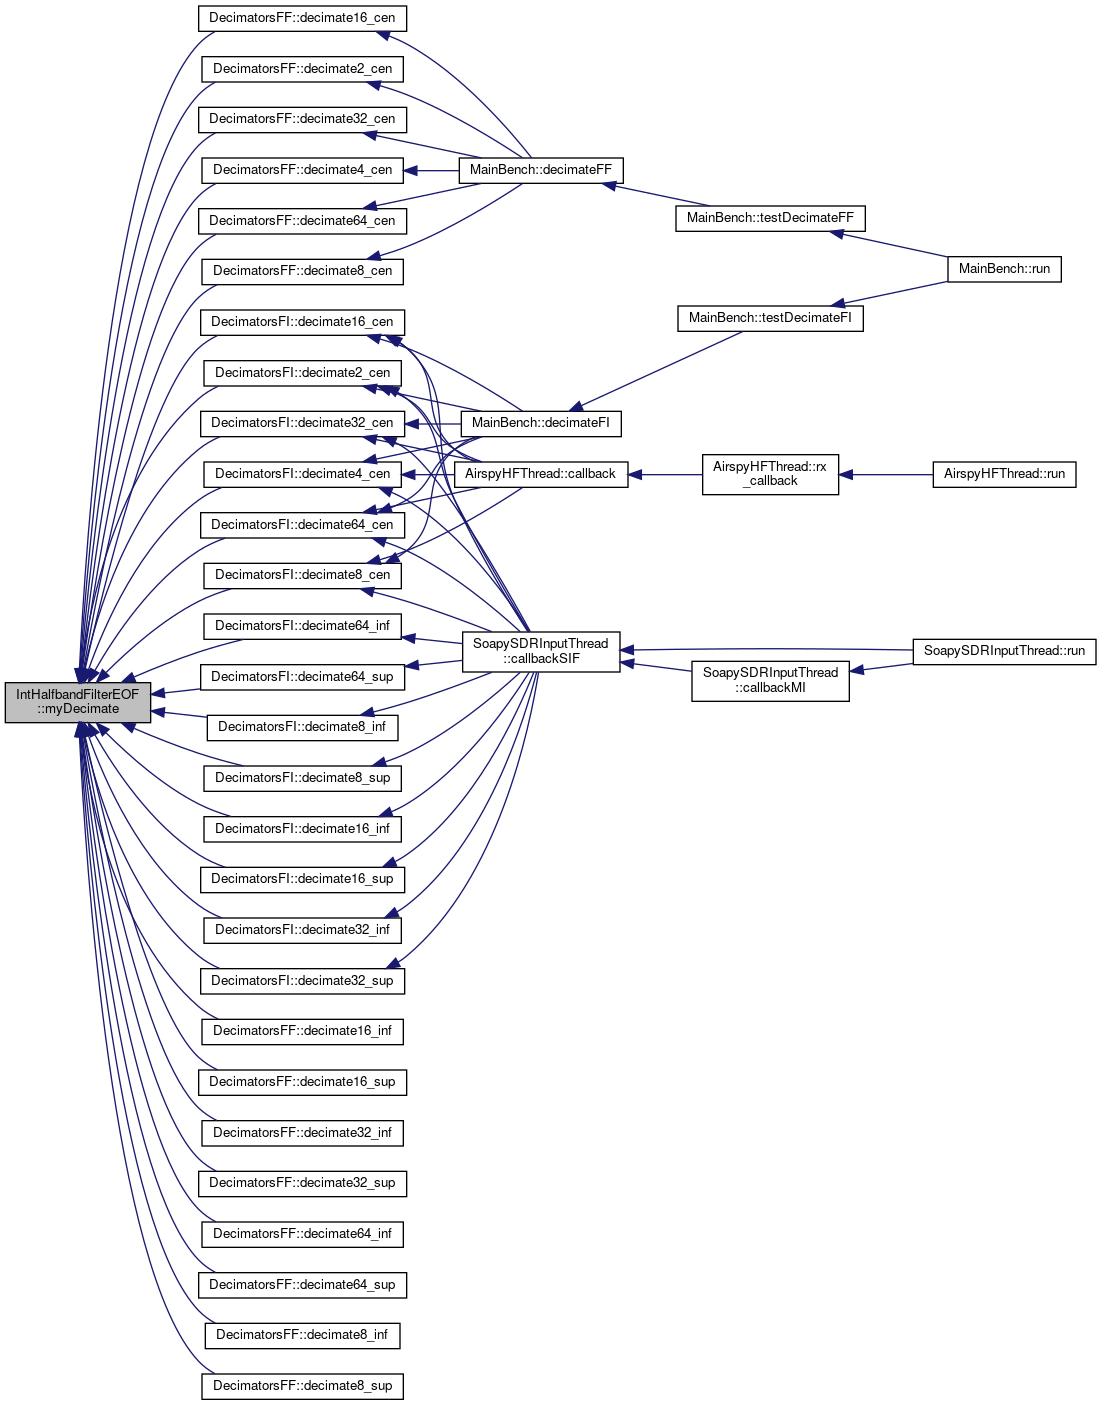 DecimatorsFF::decimate16_cen
DecimatorsFF::decimate2_cen
DecimatorsFF::decimate32_cen
DecimatorsFF::decimate4_cen
DecimatorsFF::decimate64_cen
DecimatorsFF::decimate8_cen
DecimatorsFI::decimate16_cen
DecimatorsFI::decimate2_cen
DecimatorsFI::decimate32_cen
DecimatorsFI::decimate4_cen
DecimatorsFI::decimate64_cen
DecimatorsFI::decimate8_cen
DecimatorsFI::decimate64_inf
DecimatorsFI::decimate64_sup
DecimatorsFI::decimate8_inf
DecimatorsFI::decimate8_sup
DecimatorsFI::decimate16_inf
DecimatorsFI::decimate16_sup
DecimatorsFI::decimate32_inf
DecimatorsFI::decimate32_sup
DecimatorsFF::decimate16_inf
DecimatorsFF::decimate16_sup
DecimatorsFF::decimate32_inf
DecimatorsFF::decimate32_sup
DecimatorsFF::decimate64_inf
DecimatorsFF::decimate64_sup
DecimatorsFF::decimate8_inf
DecimatorsFF::decimate8_sup
IntHalfbandFilterEOF
::myDecimate
MainBench::decimateFF
MainBench::testDecimateFF
MainBench::run
MainBench::testDecimateFI
MainBench::decimateFI
AirspyHFThread::callback
AirspyHFThread::rx
_callback
AirspyHFThread::run
SoapySDRInputThread
::callbackSIF
SoapySDRInputThread
::callbackMI
SoapySDRInputThread::run